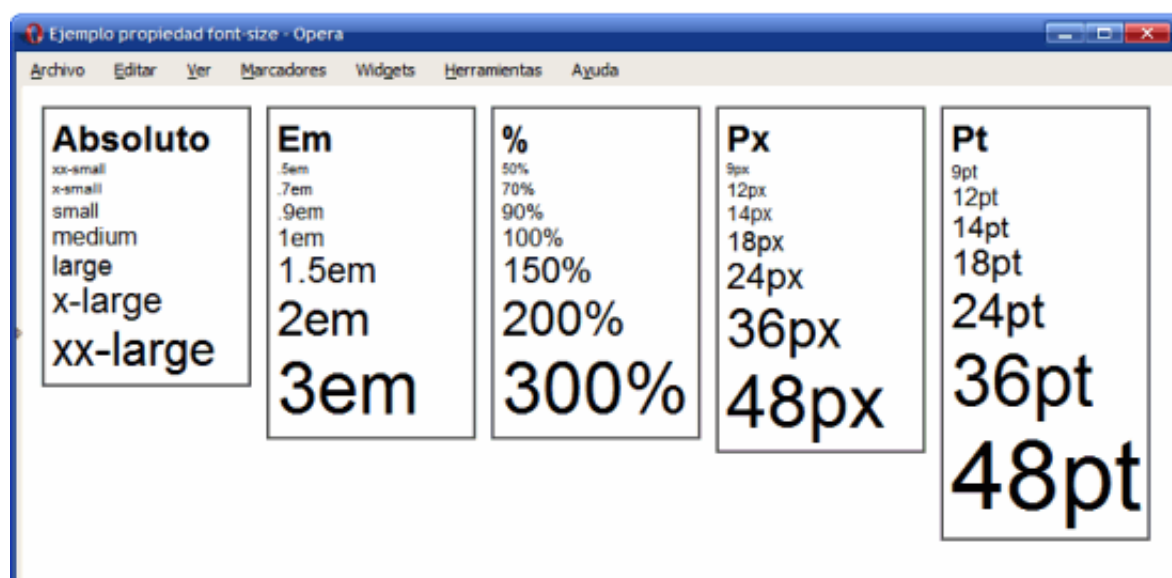 Ejemplo propiedad font-size - Opera
Archivo Editar Ver Marcadores Widgets Herramientas Ayuda
Absoluto
xx-small
x-small
small
medium
large
x-large
xx-large
Em
.5em
.7em
.9em
1em
1.5em
2em
3em
%
50%
70%
90%
100%
150%
200%
300%
Px
9px
12px
14px
18px
24px
36px
48px
Pt
9pt
12pt
14pt
18pt
24pt
36pt
48pt